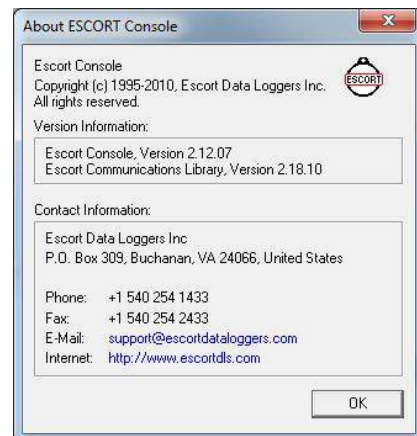 About ESCORT Console
Escort Console
Copyright (c) 1995-2010, Escort Data Loggers Inc.
All rights reserved.
ESCORT
Version Information:
Escort Console, Version 2.12.07
Escort Communications Library, Version 2.18.10
Contact Information:
Escort Data Loggers Inc
P.O. Box 309, Buchanan, VA 24066, United States
Phone: +1 540 254 1433
Fax: +1 540 254 2433
E-Mail: support@escortdataloggers.com
Internet: http://www.escortdls.com
OK